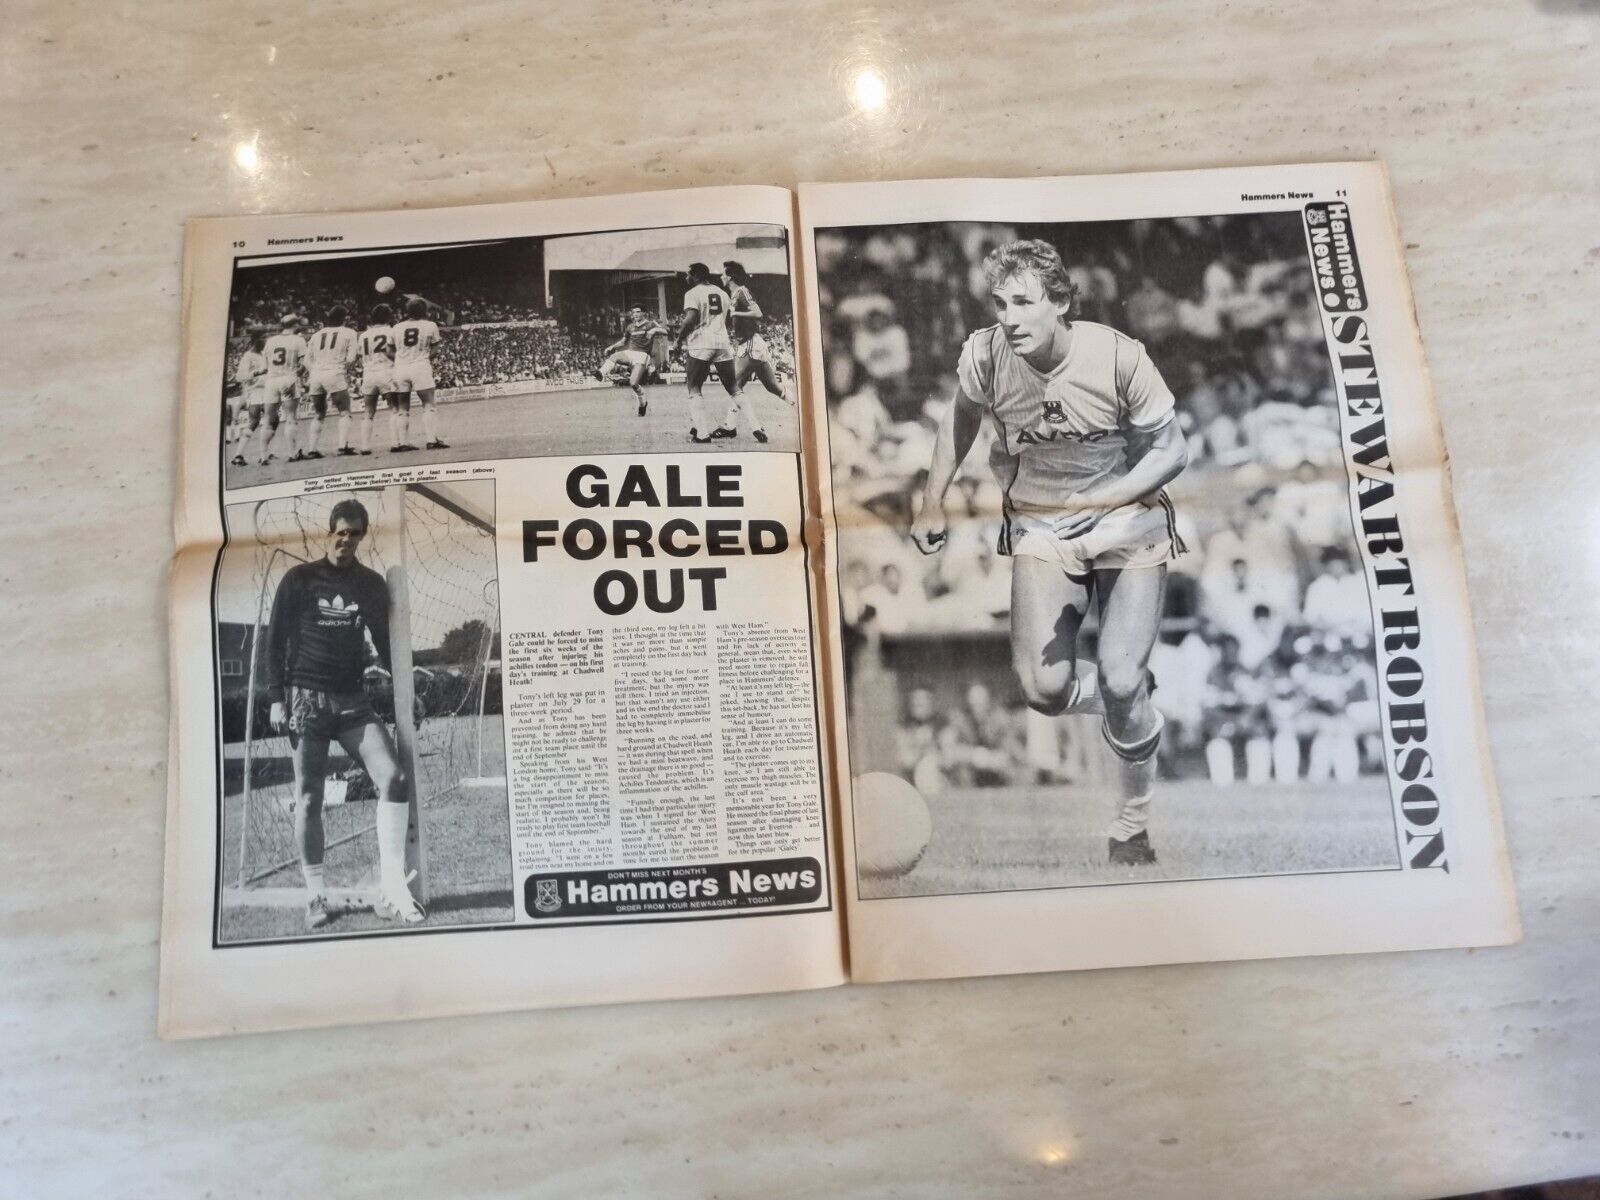 10 Hammers News
3
11
12
8
9
AVCO TRUST
Tony netted Hammers first goal of last season (above)
against Coventry. Now (below) he is in plaster.
adidas
GALE
FORCED
OUT
CENTRAL defender Tony
Gale could be forced to miss
the first six weeks of the
season after injuring his
achilles tendon — on his first
day's training at Chadwell
Heath!
Tony's left leg was put in
plaster on July 29 for a
three-week period.
And as Tony has been
prevented from doing any hard
training, he admits that he
might not be ready to challenge
for a first team place until the
end of September.
Speaking from his West
London home, Tony said: "It's
a big disappointment to miss
the start of the season,
especially as there will be so
much competition for places,
but I'm resigned to missing the
start of the season and, being
realistic, I probably won't be
ready to play first team football
until the end of September."
Tony blamed the hard
ground for the injury,
explaining: "I went on a few
road runs near my home and on
the third one, my leg felt a bit
sore. I thought at the time that
it was no more than simple
aches and pains, but it went
completely on the first day back
at training.
"I rested the leg for four or
five days, had some more
treatment, but the injury was
still there. I tried an injection,
but that wasn't any use either
and in the end the doctor said I
had to completely immobilise
the leg by having it in plaster for
three weeks.
"Running on the road, and
hard ground at Chadwell Heath
— it was during that spell when
we had a mini heatwave, and
the drainage there is so good —
caused the problem. It's
Achilles Tendonitis, which is an
inflammation of the achilles.
"Funnily enough, the last
time I had that particular injury
was when I signed for West
Ham. I sustained the injury
towards the end of my last
season at Fulham, but rest
throughout the summer
months cured the problem in
time for me to start the season
with West Ham."
Tony's absence from West
Ham's pre-season overseas tour
and his lack of activity in
general, mean that, even when
the plaster is removed, he will
need more time to regain full
fitness before challenging for a
place in Hammers' defence.
"At least it's my left leg — the
one I use to stand on!" he
joked, showing that, despite
this set-back, he has not lost his
sense of humour.
"And at least I can do some
training. Because it's my left
leg, and I drive an automatic
car, I'm able to go to Chadwell
Heath each day for treatment
and to exercise.
"The plaster comes up to my
knee, so I am still able to
exercise my thigh muscles. The
only muscle wastage will be in
the calf area."
It's not been a very
memorable year for Tony Gale.
He missed the final phase of last
season after damaging knee
ligaments at Everton . . . and
now this latest blow.
Things can only get better
for the popular 'Galey'.
DON'T MISS NEXT MONTH'S
Hammers News
ORDER FROM YOUR NEWSAGENT ... TODAY!
Hammers News 11
AVCO
Hammers
News
STEWART ROBSON